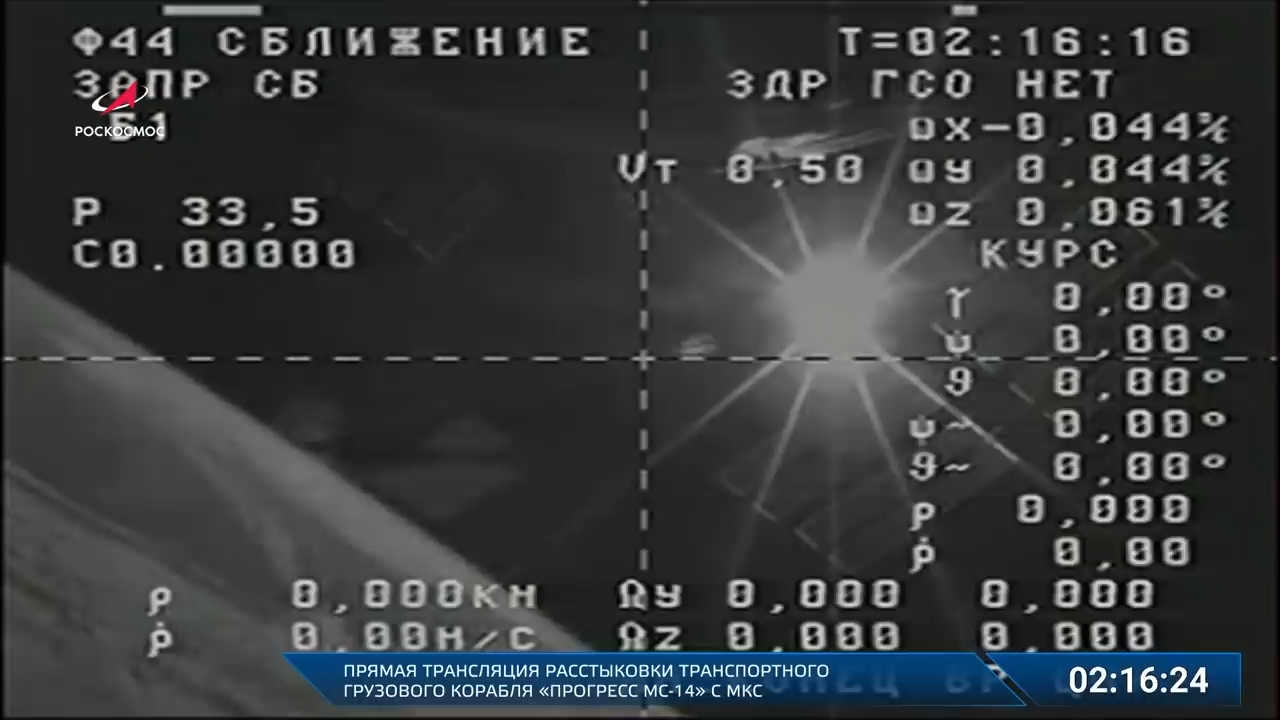 Ф44 СБЛИЖЕНИЕ T=02:16:16
ЗАПР СБ ЗДР ГСО НЕТ
РОСКОСМОС
Б1 ωX-0,044%
Vт 0,50 ωY 0,044%
P 33,5 ωZ 0,061%
C0.00000 КУРС
γ 0,00°
ψ 0,00°
ϑ 0,00°
ψ~ 0,00°
ϑ~ 0,00°
ρ 0,000
ρ̇ 0,00
ρ 0,000КМ ΩY 0,000 0,000
ρ̇ 0,00М/С ΩZ 0,000 0,000
ПРЯМАЯ ТРАНСЛЯЦИЯ РАССТЫКОВКИ ТРАНСПОРТНОГО
ГРУЗОВОГО КОРАБЛЯ «ПРОГРЕСС МС-14» С МКС
02:16:24